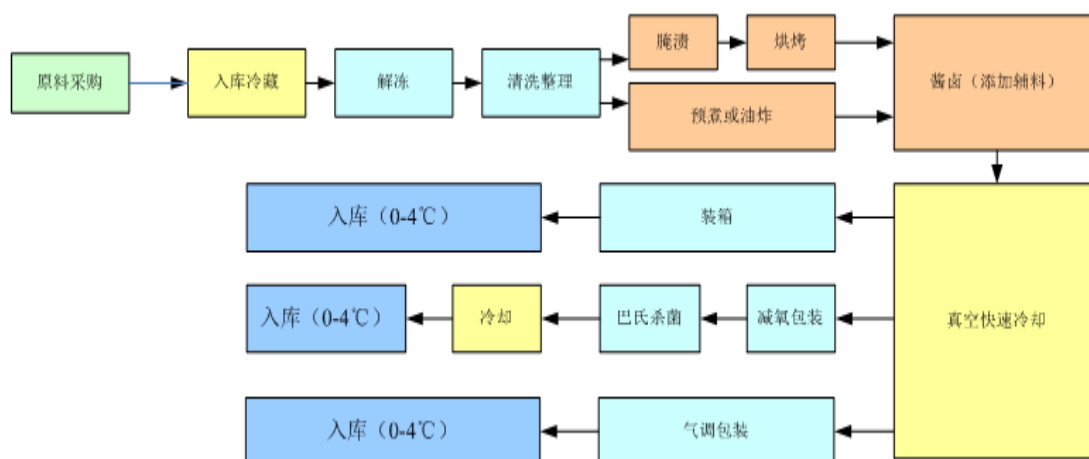 原料采购
入库冷藏
解冻
清洗整理
腌渍
烘烤
预煮或油炸
酱卤（添加辅料）
真空快速冷却
装箱
入库（0-4℃）
减氧包装
巴氏杀菌
冷却
入库（0-4℃）
气调包装
入库（0-4℃）